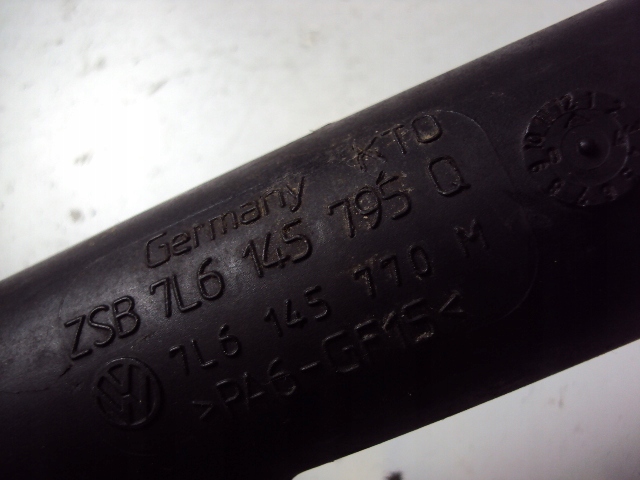 Germany KTO
ZSB 7L6 145 795 Q
7L6 145 770 M
>PA6-GF15<